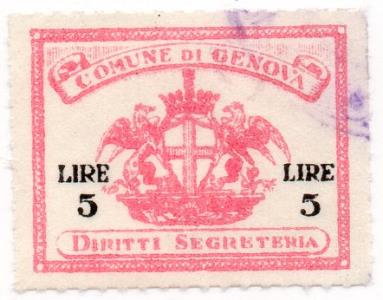 COMUNE DI GENOVA
LIRE LIRE
5 5
DIRITTI SEGRETERIA